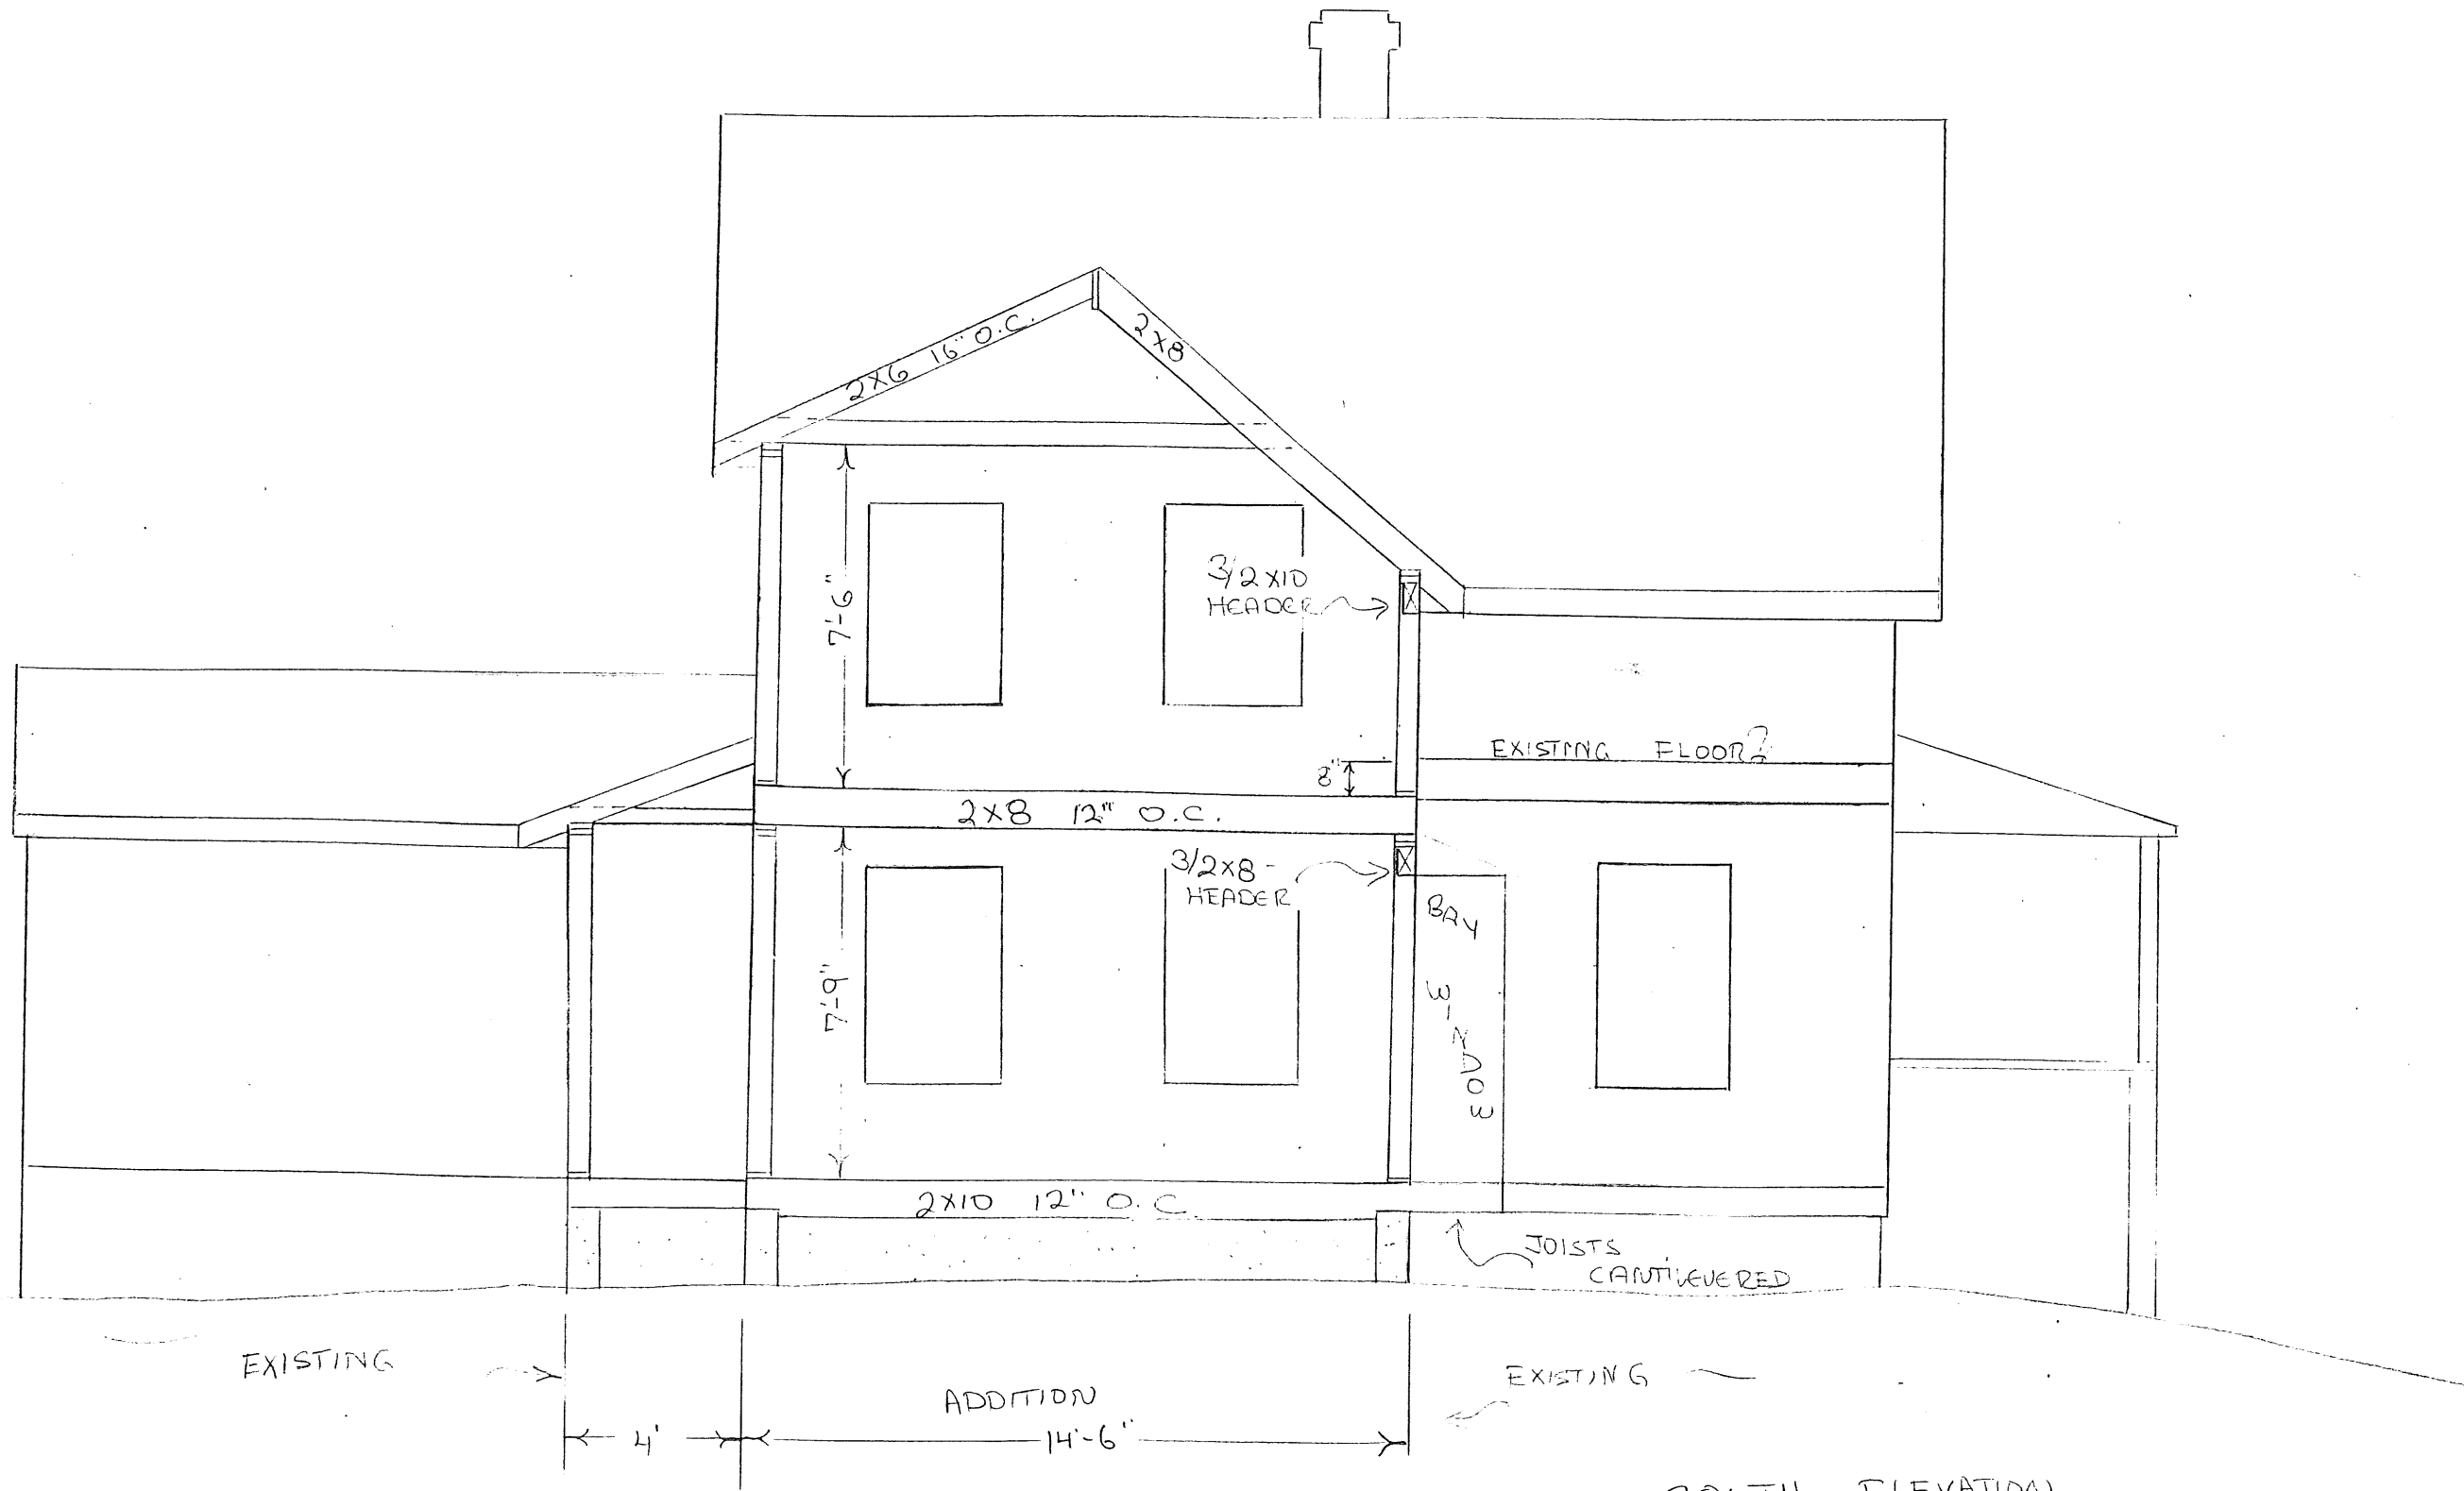 2X6 16" O.C.
2X8
7'-6"
3/2X10
HEADER
EXISTING FLOOR?
8"
2X8 12" O.C.
3/2X8
HEADER
BAY
WINDOW
7'-9"
2X10 12" O.C.
JOISTS
CANTILEVERED
EXISTING
EXISTING
ADDITION
4'
14'-6"
ELEVATION